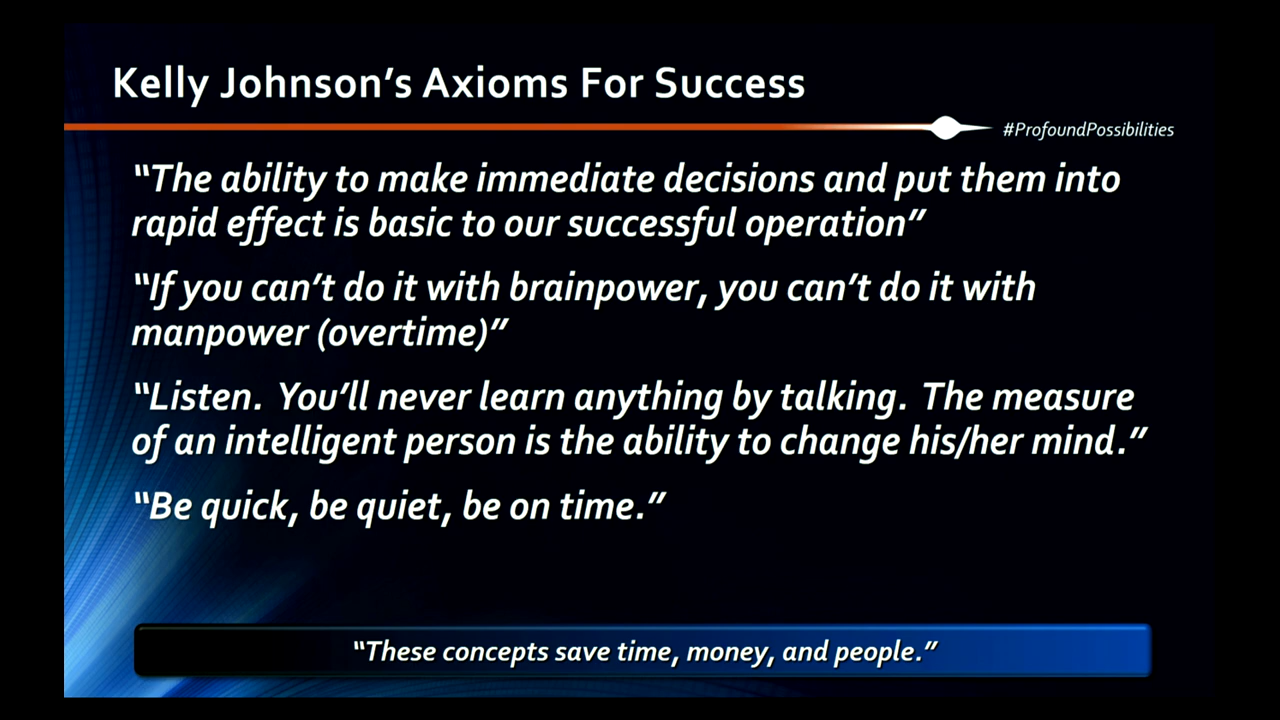 Kelly Johnson’s Axioms For Success
#ProfoundPossibilities
“The ability to make immediate decisions and put them into
rapid effect is basic to our successful operation”
“If you can’t do it with brainpower, you can’t do it with
manpower (overtime)”
“Listen.  You’ll never learn anything by talking.  The measure
of an intelligent person is the ability to change his/her mind.”
“Be quick, be quiet, be on time.”
“These concepts save time, money, and people.”